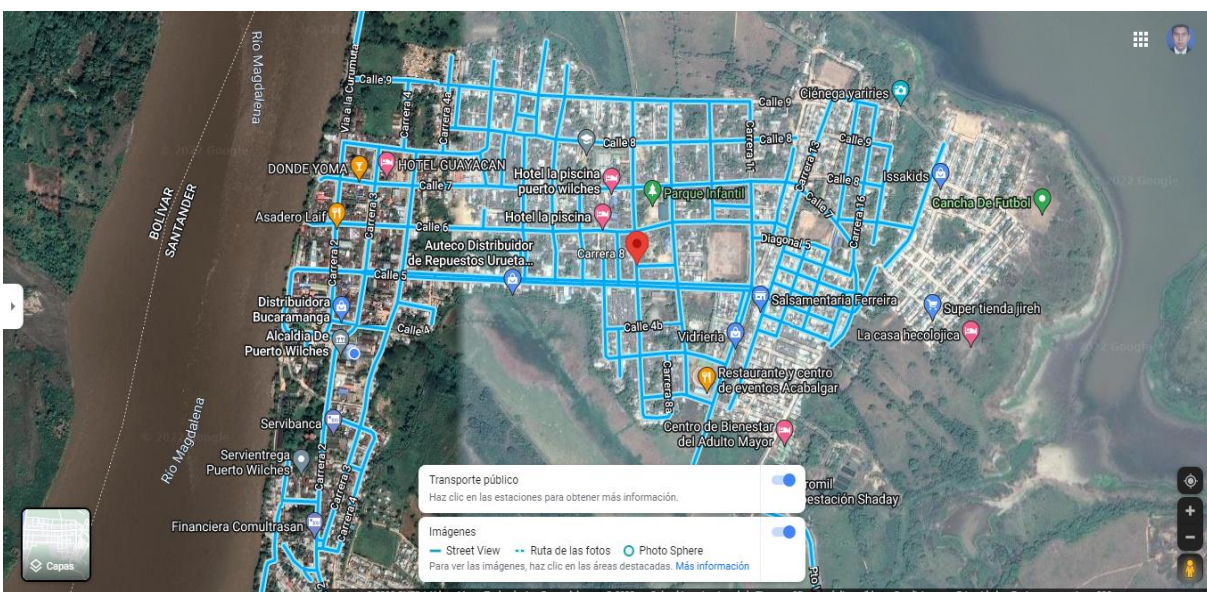 Río Magdalena
Vía a la Curumuta
Calle 9
Carrera 4
Carrera 4a
Calle 9
Ciénega yariries
Carrera 13
Calle 8
Calle 8
Calle 9
Carrera 11
DONDE YOMA
HOTEL GUAYACAN
Hotel la piscina
puerto wilches
Calle 7
Parque Infantil
Calle 8
Issakids
Cancha De Futbol
BOLÍVAR
SANTANDER
Carrera 3
Asadero Laif
Hotel la piscina
Calle 6
Calle 7
Carrera 16
Carrera 2
Auteco Distribuidor
de Repuestos Urueta...
Carrera 8
Diagonal 5
Calle 5
Distribuidora
Bucaramanga
Salsamentaria Ferreira
Super tienda jireh
Calle 4
Calle 4b
Alcaldía De
Puerto Wilches
Vidrieria
La casa hecolojica
Carrera 8a
Restaurante y centro
de eventos Acabalgar
Río Magdalena
Servibanca
Centro de Bienestar
del Adulto Mayor
Servientrega
Puerto Wilches
Carrera 2
Carrera 3
Carrera 4
Transporte público
Haz clic en las estaciones para obtener más información.
romil
estación Shaday
Financiera Comultrasan
Imágenes
Street View Ruta de las fotos Photo Sphere
Para ver las imágenes, haz clic en las áreas destacadas. Más información
Capas